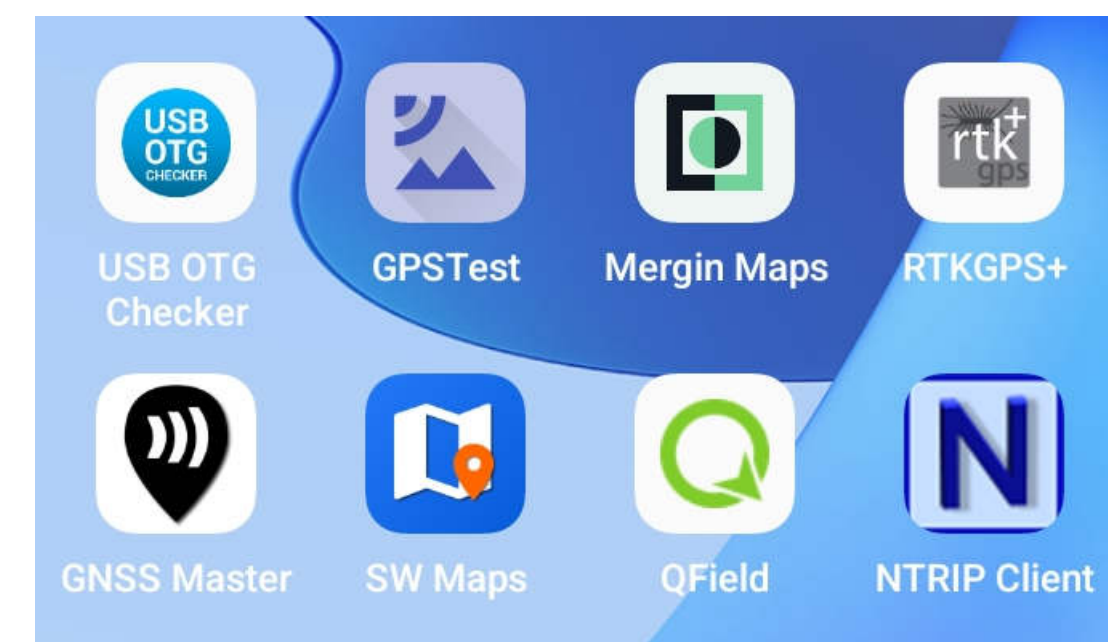 USB
OTG
CHECKER
rtk+
gps
USB OTG
Checker
GPSTest
Mergin Maps
RTKGPS+
N
GNSS Master
SW Maps
QField
NTRIP Client